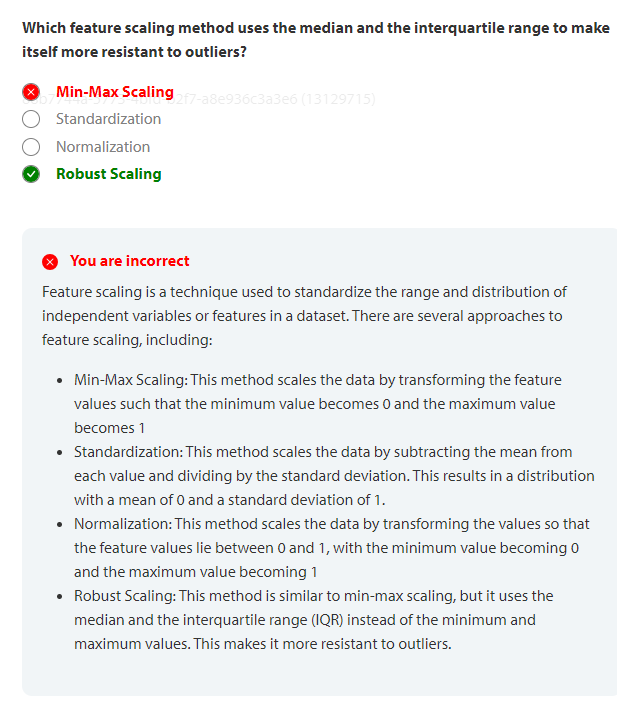 Which feature scaling method uses the median and the interquartile range to make
itself more resistant to outliers?
Min-Max Scaling
Standardization
Normalization
Robust Scaling
You are incorrect
Feature scaling is a technique used to standardize the range and distribution of
independent variables or features in a dataset. There are several approaches to
feature scaling, including:
• Min-Max Scaling: This method scales the data by transforming the feature
values such that the minimum value becomes 0 and the maximum value
becomes 1
• Standardization: This method scales the data by subtracting the mean from
each value and dividing by the standard deviation. This results in a distribution
with a mean of 0 and a standard deviation of 1.
• Normalization: This method scales the data by transforming the values so that
the feature values lie between 0 and 1, with the minimum value becoming 0
and the maximum value becoming 1
• Robust Scaling: This method is similar to min-max scaling, but it uses the
median and the interquartile range (IQR) instead of the minimum and
maximum values. This makes it more resistant to outliers.